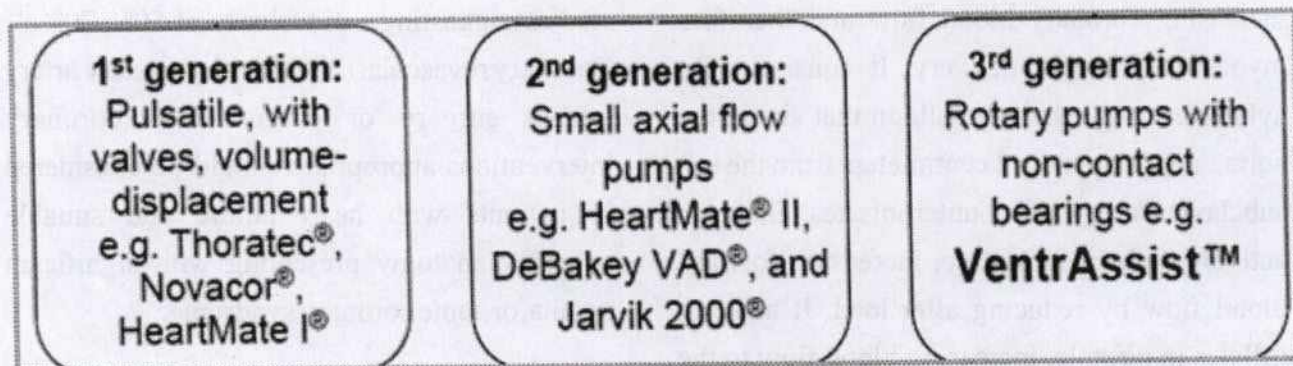 1st generation:
Pulsatile, with
valves, volume-
displacement
e.g. Thoratec®,
Novacor®,
HeartMate I®
2nd generation:
Small axial flow
pumps
e.g. HeartMate® II,
DeBakey VAD®, and
Jarvik 2000®
3rd generation:
Rotary pumps with
non-contact
bearings e.g.
VentrAssist™